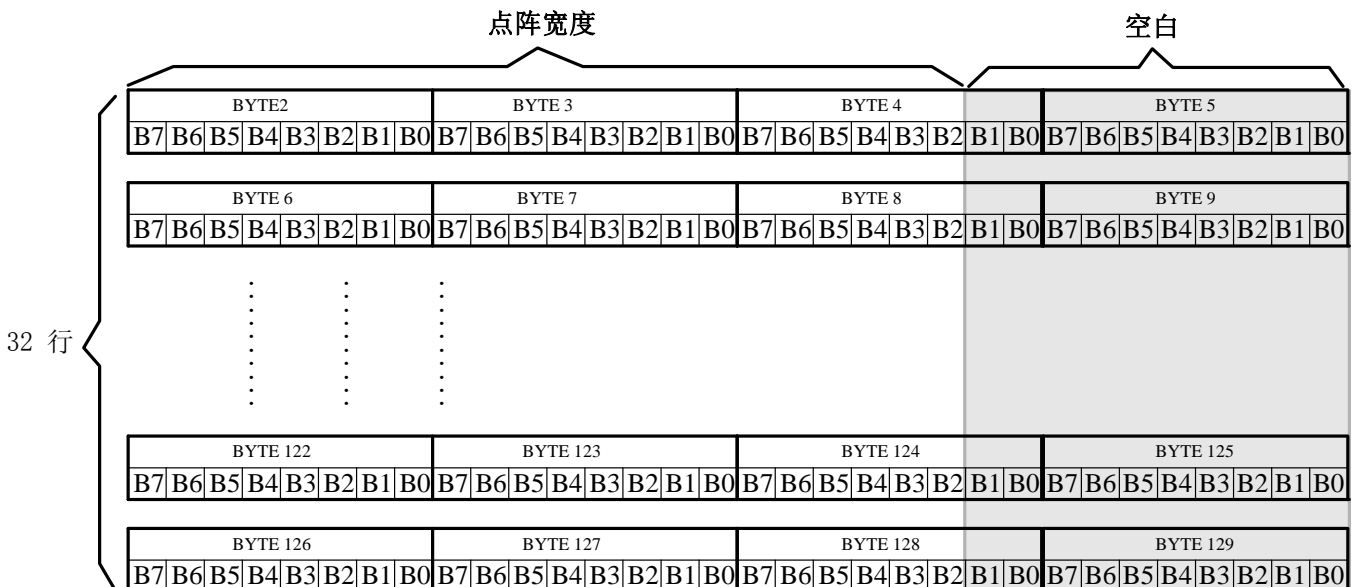 点阵宽度 空白
BYTE2 BYTE 3 BYTE 4 BYTE 5
B7 B6 B5 B4 B3 B2 B1 B0 B7 B6 B5 B4 B3 B2 B1 B0 B7 B6 B5 B4 B3 B2 B1 B0 B7 B6 B5 B4 B3 B2 B1 B0
BYTE 6 BYTE 7 BYTE 8 BYTE 9
B7 B6 B5 B4 B3 B2 B1 B0 B7 B6 B5 B4 B3 B2 B1 B0 B7 B6 B5 B4 B3 B2 B1 B0 B7 B6 B5 B4 B3 B2 B1 B0
32 行
BYTE 122 BYTE 123 BYTE 124 BYTE 125
B7 B6 B5 B4 B3 B2 B1 B0 B7 B6 B5 B4 B3 B2 B1 B0 B7 B6 B5 B4 B3 B2 B1 B0 B7 B6 B5 B4 B3 B2 B1 B0
BYTE 126 BYTE 127 BYTE 128 BYTE 129
B7 B6 B5 B4 B3 B2 B1 B0 B7 B6 B5 B4 B3 B2 B1 B0 B7 B6 B5 B4 B3 B2 B1 B0 B7 B6 B5 B4 B3 B2 B1 B0